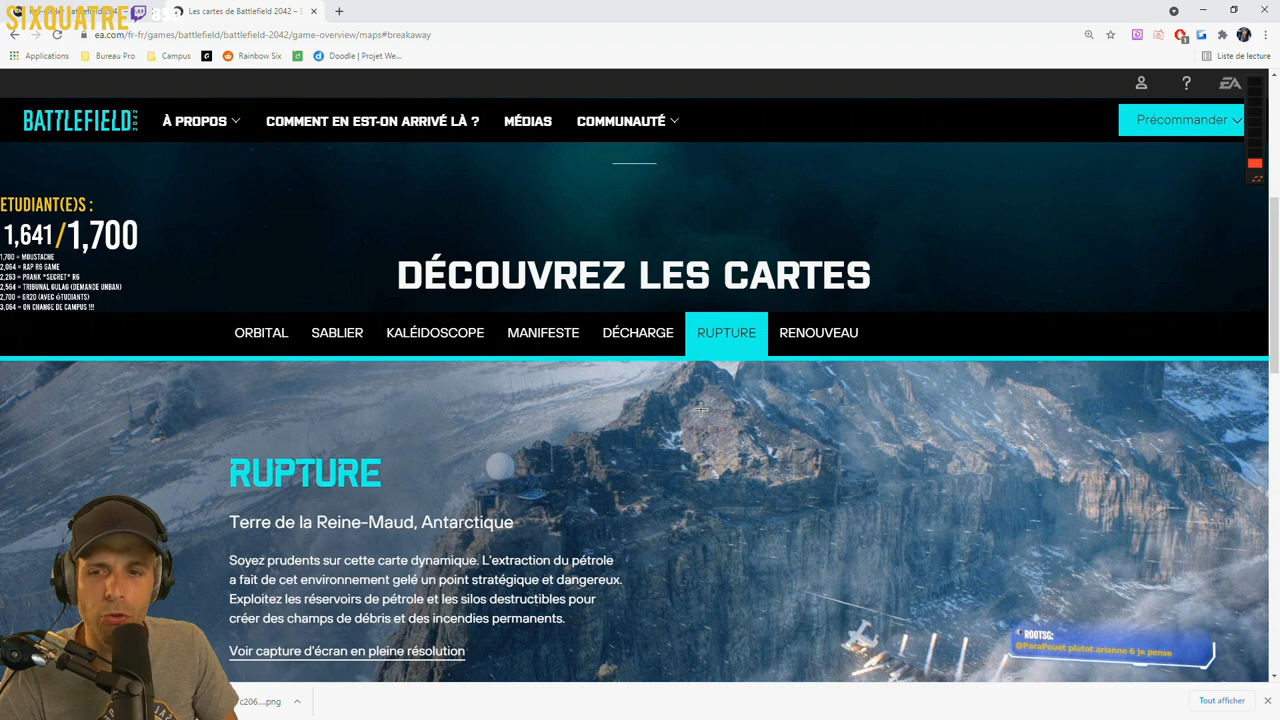 SIXQUATRE
Les cartes de Battlefield 2042 – E
ea.com/fr-fr/games/battlefield/battlefield-2042/game-overview/maps#breakaway
Applications
Bureau Pro
Campus
Rainbow Six
Doodle | Projet We...
Liste de lecture
EA
BATTLEFIELD 2042
À PROPOS
COMMENT EN EST-ON ARRIVÉ LÀ ?
MÉDIAS
COMMUNAUTÉ
Précommander
ETUDIANT(E)S :
1,641/1,700
1,700 = MOUSTACHE
2,064 = RAP R6 GAME
2,263 = PRANK *SECRET* R6
2,564 = TRIBUNAL GULAG (DEMANDE UNBAN)
2,700 = GR20 (AVEC ÉTUDIANTS)
3,064 = ON CHANGE DE CAMPUS !!!
DÉCOUVREZ LES CARTES
ORBITAL
SABLIER
KALÉIDOSCOPE
MANIFESTE
DÉCHARGE
RUPTURE
RENOUVEAU
RUPTURE
Terre de la Reine-Maud, Antarctique
Soyez prudents sur cette carte dynamique. L'extraction du pétrole
a fait de cet environnement gelé un point stratégique et dangereux.
Exploitez les réservoirs de pétrole et les silos destructibles pour
créer des champs de débris et des incendies permanents.
Voir capture d'écran en pleine résolution
ROOTSG:
@ParaPouet plutot arianne 6 je pense
c206....png
Tout afficher